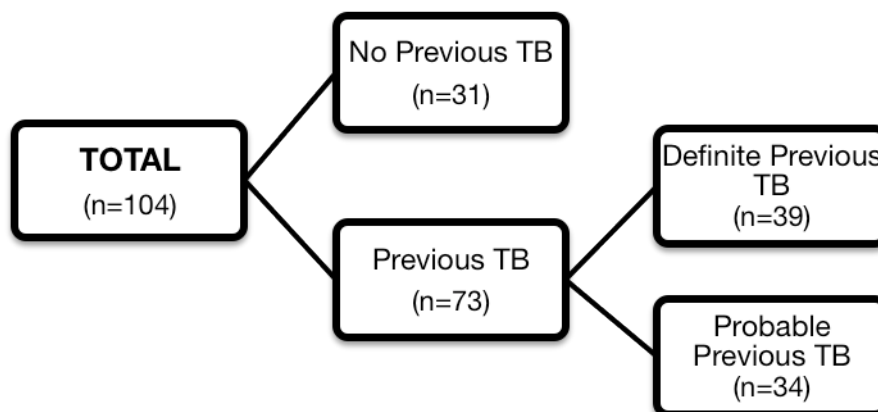 No Previous TB
(n=31)
TOTAL
(n=104)
Definite Previous
TB
(n=39)
Previous TB
(n=73)
Probable
Previous TB
(n=34)